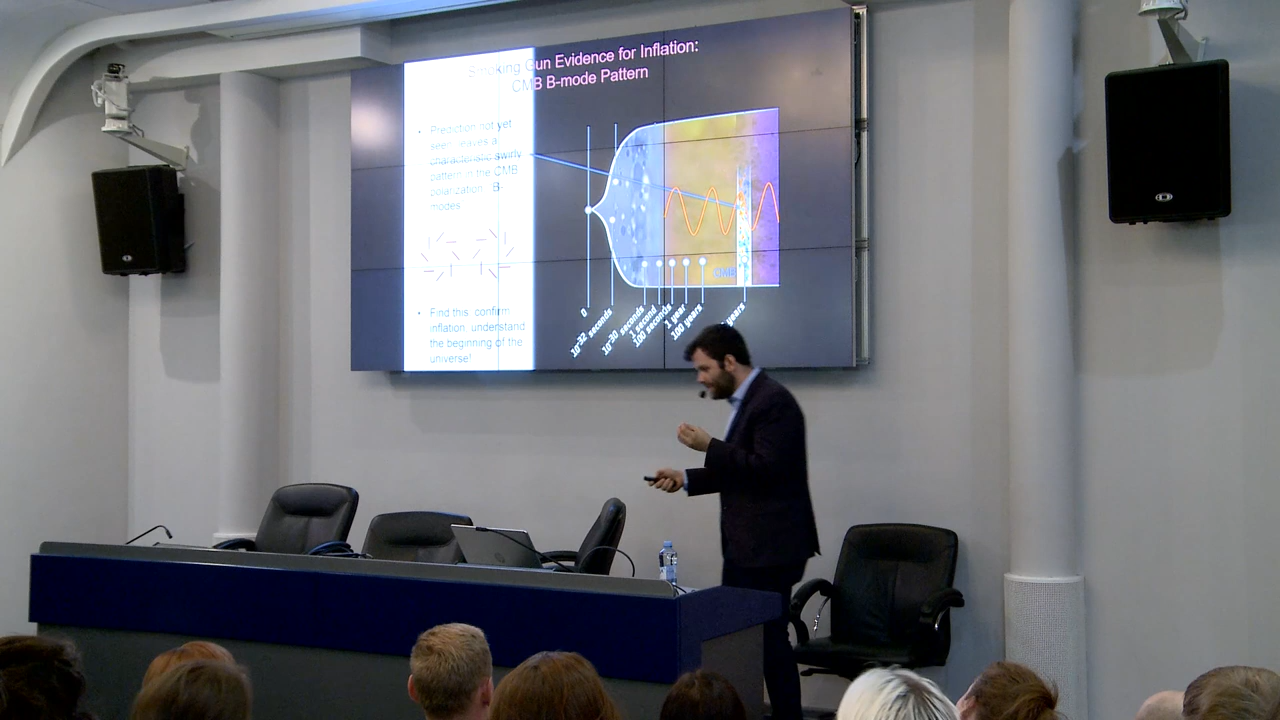 Smoking Gun Evidence for Inflation:
CMB B-mode Pattern
• Prediction not yet
seen: leaves a
characteristic swirly
pattern in the CMB
polarization B-
modes
• Find this confirm
inflation understand
the beginning of the
universe!
CMB
0
10⁻³² seconds
10⁻³⁰ seconds
1 second
100 seconds
1 year
100 years
years